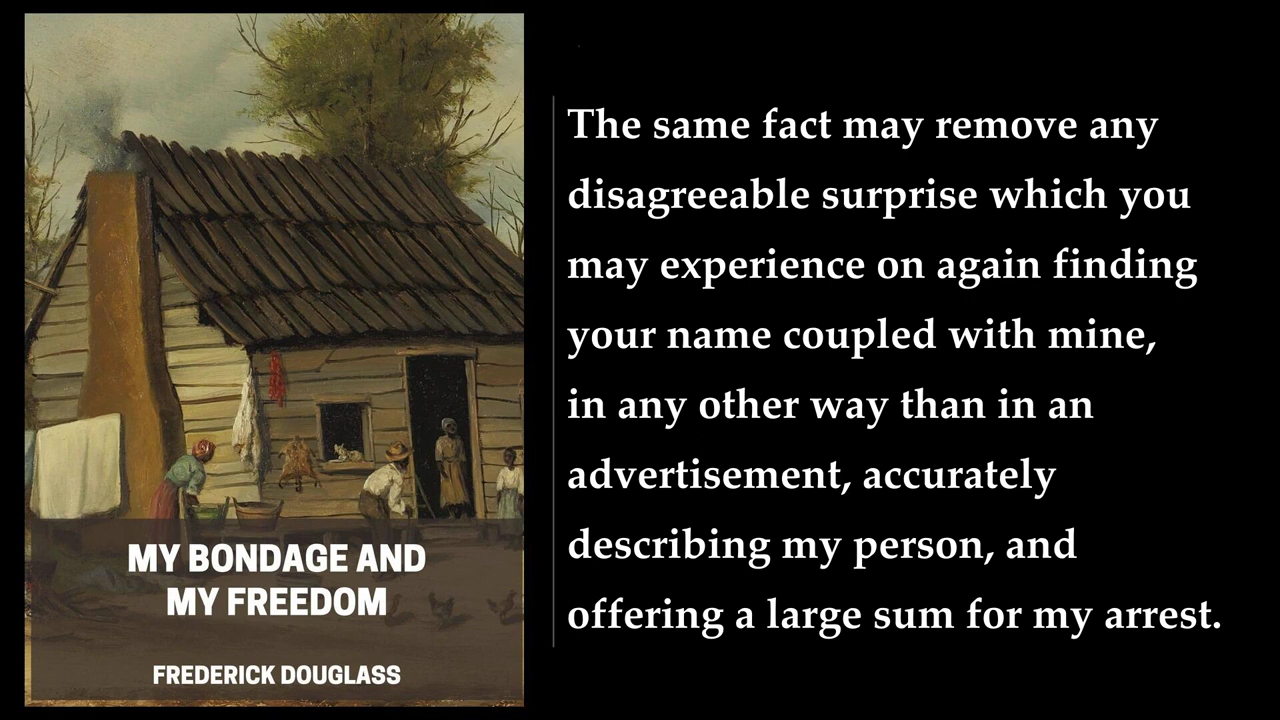 MY BONDAGE AND
MY FREEDOM
FREDERICK DOUGLASS
The same fact may remove any
disagreeable surprise which you
may experience on again finding
your name coupled with mine,
in any other way than in an
advertisement, accurately
describing my person, and
offering a large sum for my arrest.